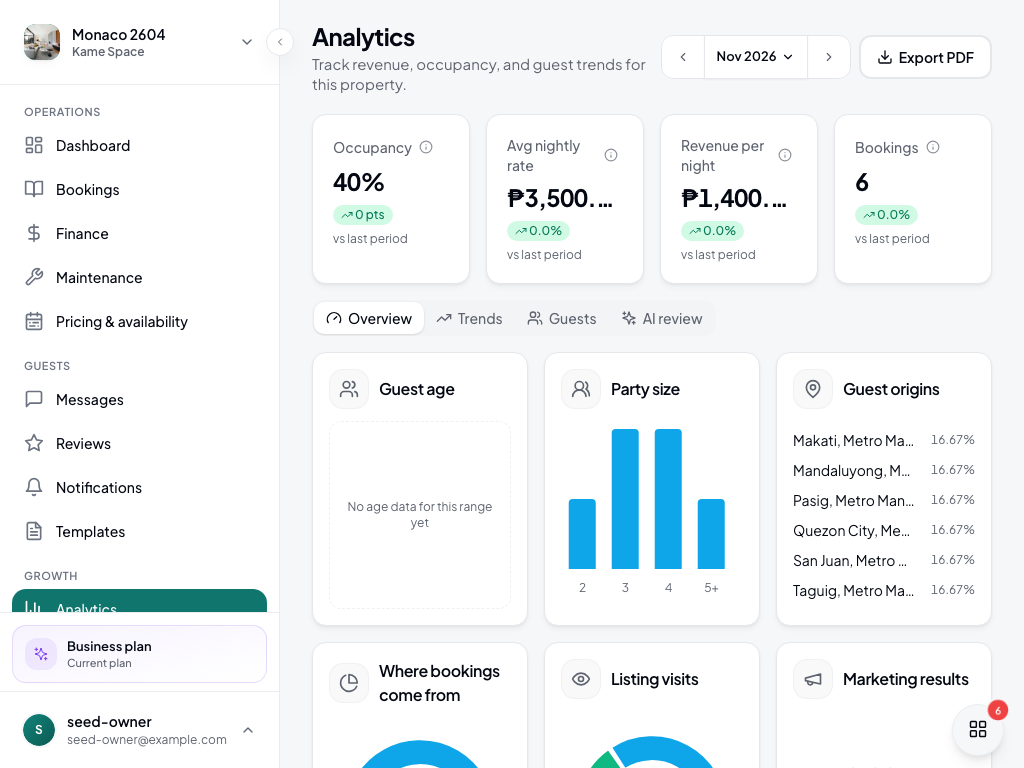 Monaco 2604
Kame Space
OPERATIONS
Dashboard
Bookings
Finance
Maintenance
Pricing & availability
GUESTS
Messages
Reviews
Notifications
Templates
GROWTH
Analytics
Business plan
Current plan
S
seed-owner
seed-owner@example.com
Analytics
Track revenue, occupancy, and guest trends for
this property.
Nov 2026
Export PDF
Occupancy
40%
0 pts
vs last period
Avg nightly
rate
₱3,500....
0.0%
vs last period
Revenue per
night
₱1,400....
0.0%
vs last period
Bookings
6
0.0%
vs last period
Overview
Trends
Guests
AI review
Guest age
No age data for this range
yet
Party size
2 3 4 5+
Guest origins
Makati, Metro Ma... 16.67%
Mandaluyong, M... 16.67%
Pasig, Metro Man... 16.67%
Quezon City, Me... 16.67%
San Juan, Metro ... 16.67%
Taguig, Metro Ma... 16.67%
Where bookings
come from
Listing visits
Marketing results
6